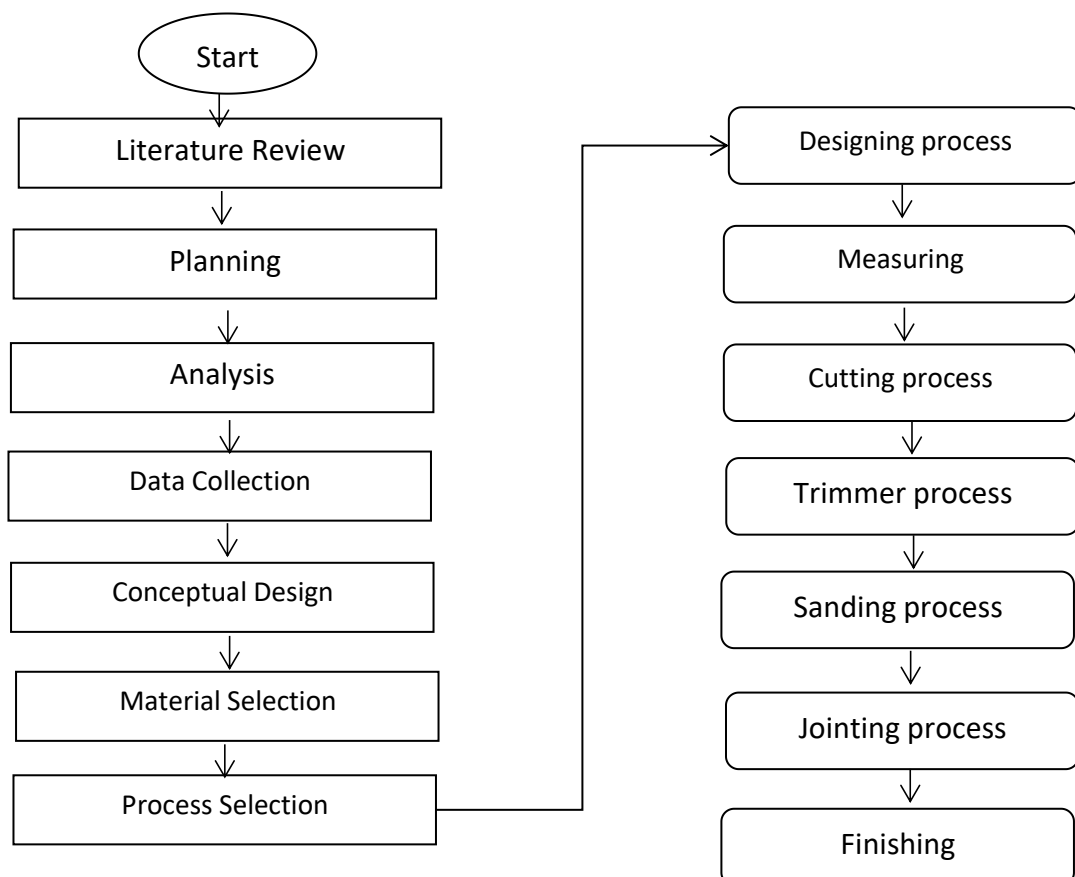 Start
Literature Review
Planning
Analysis
Data Collection
Conceptual Design
Material Selection
Process Selection
Designing process
Measuring
Cutting process
Trimmer process
Sanding process
Jointing process
Finishing